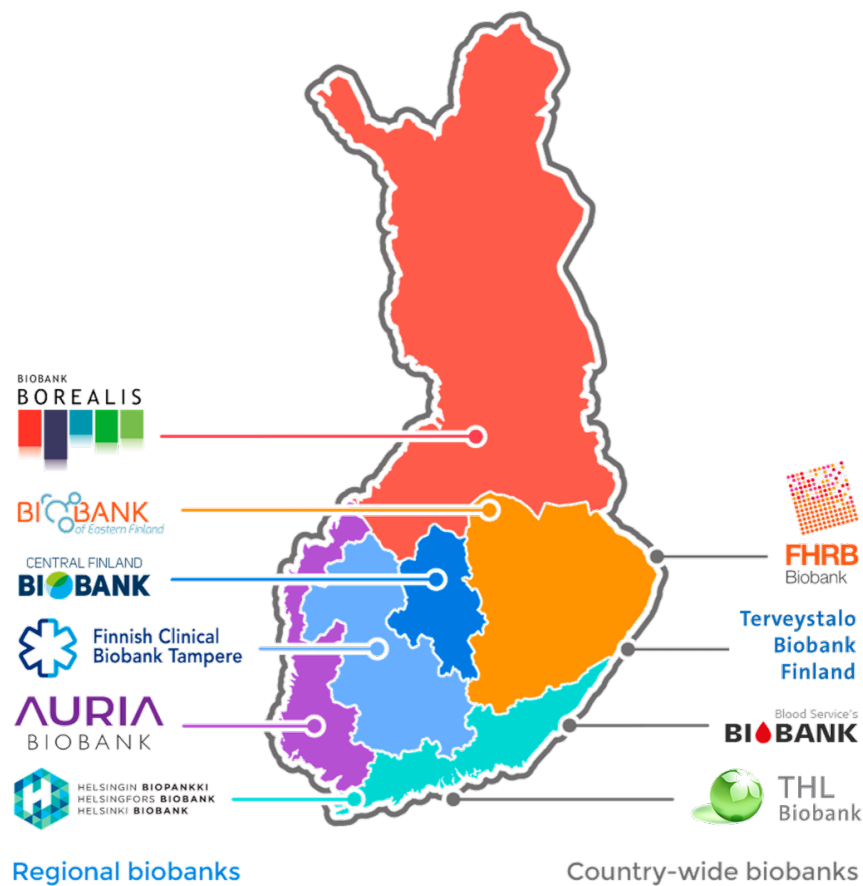 BIOBANK
BOREALIS
BIOBANK
of Eastern Finland
CENTRAL FINLAND
BIOBANK
Finnish Clinical
Biobank Tampere
AURIA
BIOBANK
HELSINGIN BIOPANKKI
HELSINGFORS BIOBANK
HELSINKI BIOBANK
Regional biobanks
FHRB
Biobank
Terveystalo
Biobank
Finland
Blood Service's
BIOBANK
THL
Biobank
Country-wide biobanks